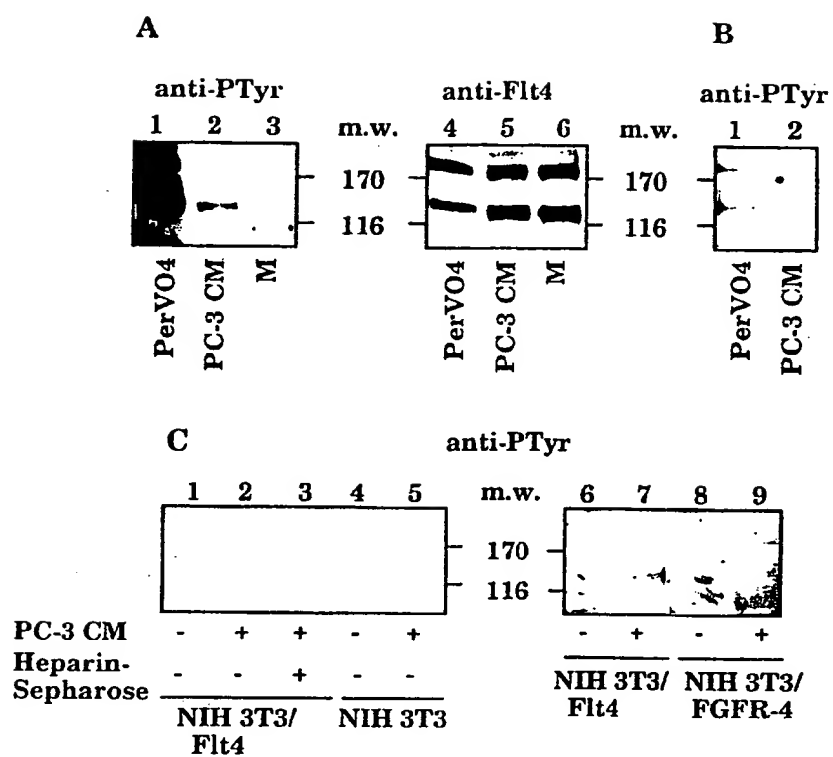 A
B
anti-PTyr
anti-Flt4
anti-PTyr
1 2 3 m.w. 4 5 6 m.w. 1 2
170 170
116 116
PerVO4
PC-3 CM
M
PerVO4
PC-3 CM
M
PerVO4
PC-3 CM
C
anti-PTyr
1 2 3 4 5 m.w. 6 7 8 9
170
116
PC-3 CM - + + - + - + - +
Heparin-
Sepharose - - + - -
NIH 3T3/
Flt4
NIH 3T3
NIH 3T3/
Flt4
NIH 3T3/
FGFR-4